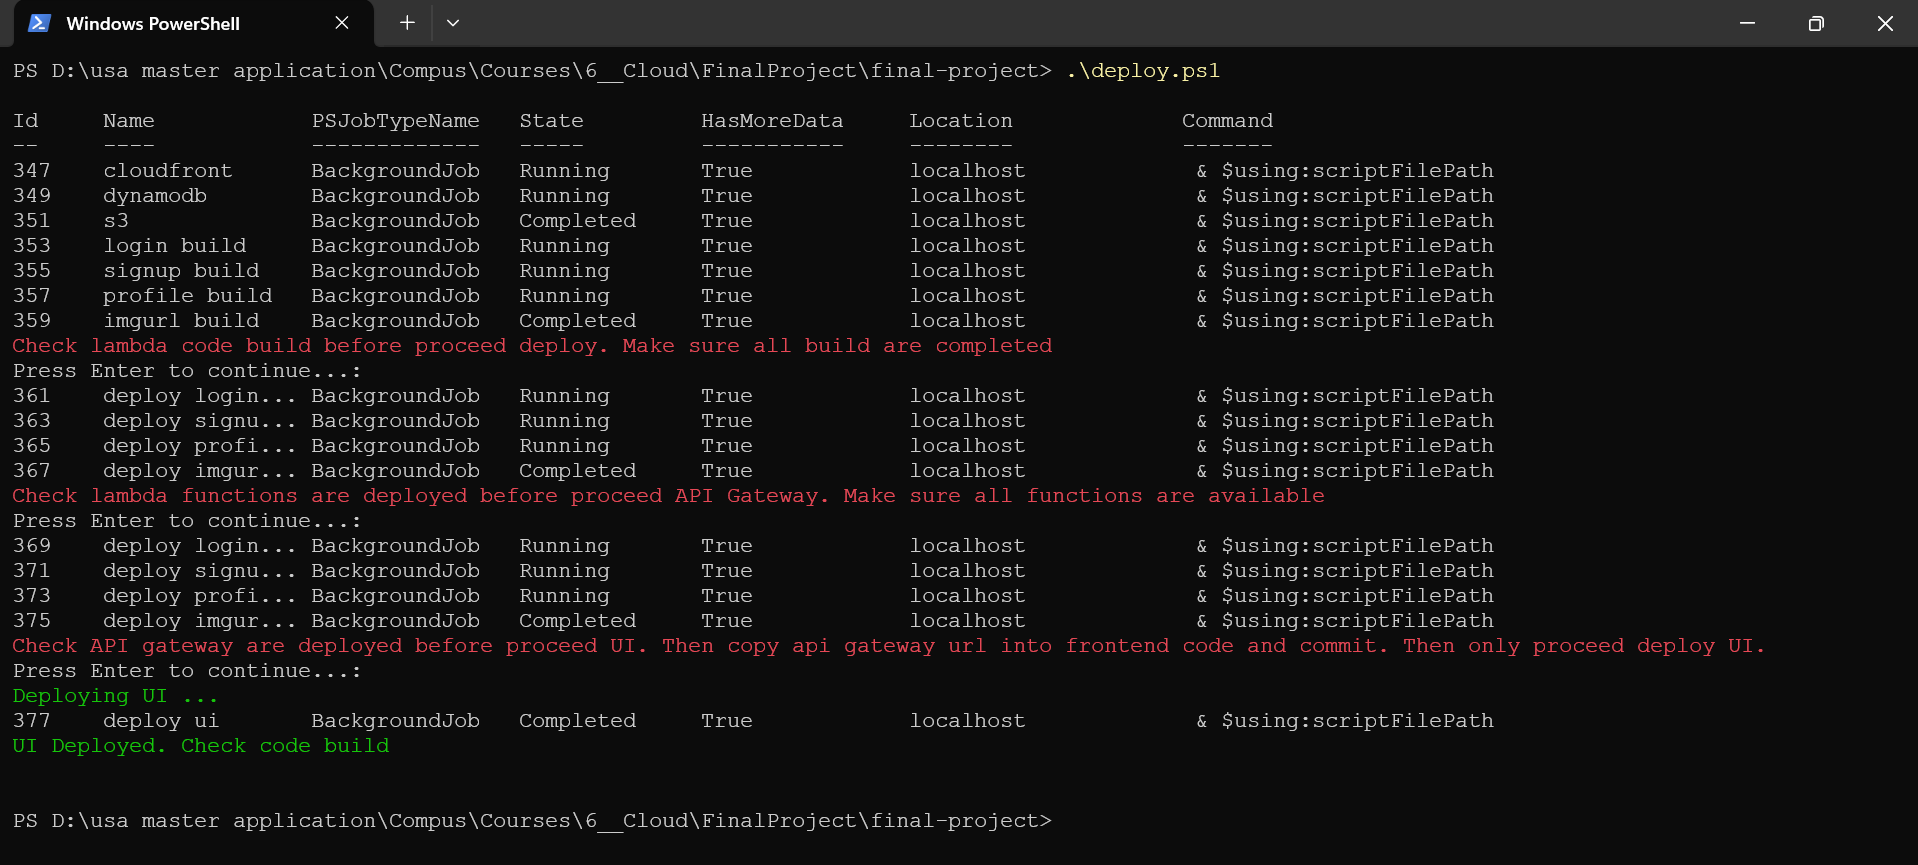 Windows PowerShell
PS D:\usa master application\Compus\Courses\6__Cloud\FinalProject\final-project> .\deploy.ps1
Id     Name            PSJobTypeName   State         HasMoreData     Location             Command
--     ----            -------------   -----         -----------     --------             -------
347    cloudfront      BackgroundJob   Running       True            localhost             & $using:scriptFilePath
349    dynamodb        BackgroundJob   Running       True            localhost             & $using:scriptFilePath
351    s3              BackgroundJob   Completed     True            localhost             & $using:scriptFilePath
353    login build     BackgroundJob   Running       True            localhost             & $using:scriptFilePath
355    signup build    BackgroundJob   Running       True            localhost             & $using:scriptFilePath
357    profile build   BackgroundJob   Running       True            localhost             & $using:scriptFilePath
359    imgurl build    BackgroundJob   Completed     True            localhost             & $using:scriptFilePath
Check lambda code build before proceed deploy. Make sure all build are completed
Press Enter to continue...:
361    deploy login... BackgroundJob   Running       True            localhost             & $using:scriptFilePath
363    deploy signu... BackgroundJob   Running       True            localhost             & $using:scriptFilePath
365    deploy profi... BackgroundJob   Running       True            localhost             & $using:scriptFilePath
367    deploy imgur... BackgroundJob   Completed     True            localhost             & $using:scriptFilePath
Check lambda functions are deployed before proceed API Gateway. Make sure all functions are available
Press Enter to continue...:
369    deploy login... BackgroundJob   Running       True            localhost             & $using:scriptFilePath
371    deploy signu... BackgroundJob   Running       True            localhost             & $using:scriptFilePath
373    deploy profi... BackgroundJob   Running       True            localhost             & $using:scriptFilePath
375    deploy imgur... BackgroundJob   Completed     True            localhost             & $using:scriptFilePath
Check API gateway are deployed before proceed UI. Then copy api gateway url into frontend code and commit. Then only proceed deploy UI.
Press Enter to continue...:
Deploying UI ...
377    deploy ui       BackgroundJob   Completed     True            localhost             & $using:scriptFilePath
UI Deployed. Check code build
PS D:\usa master application\Compus\Courses\6__Cloud\FinalProject\final-project>